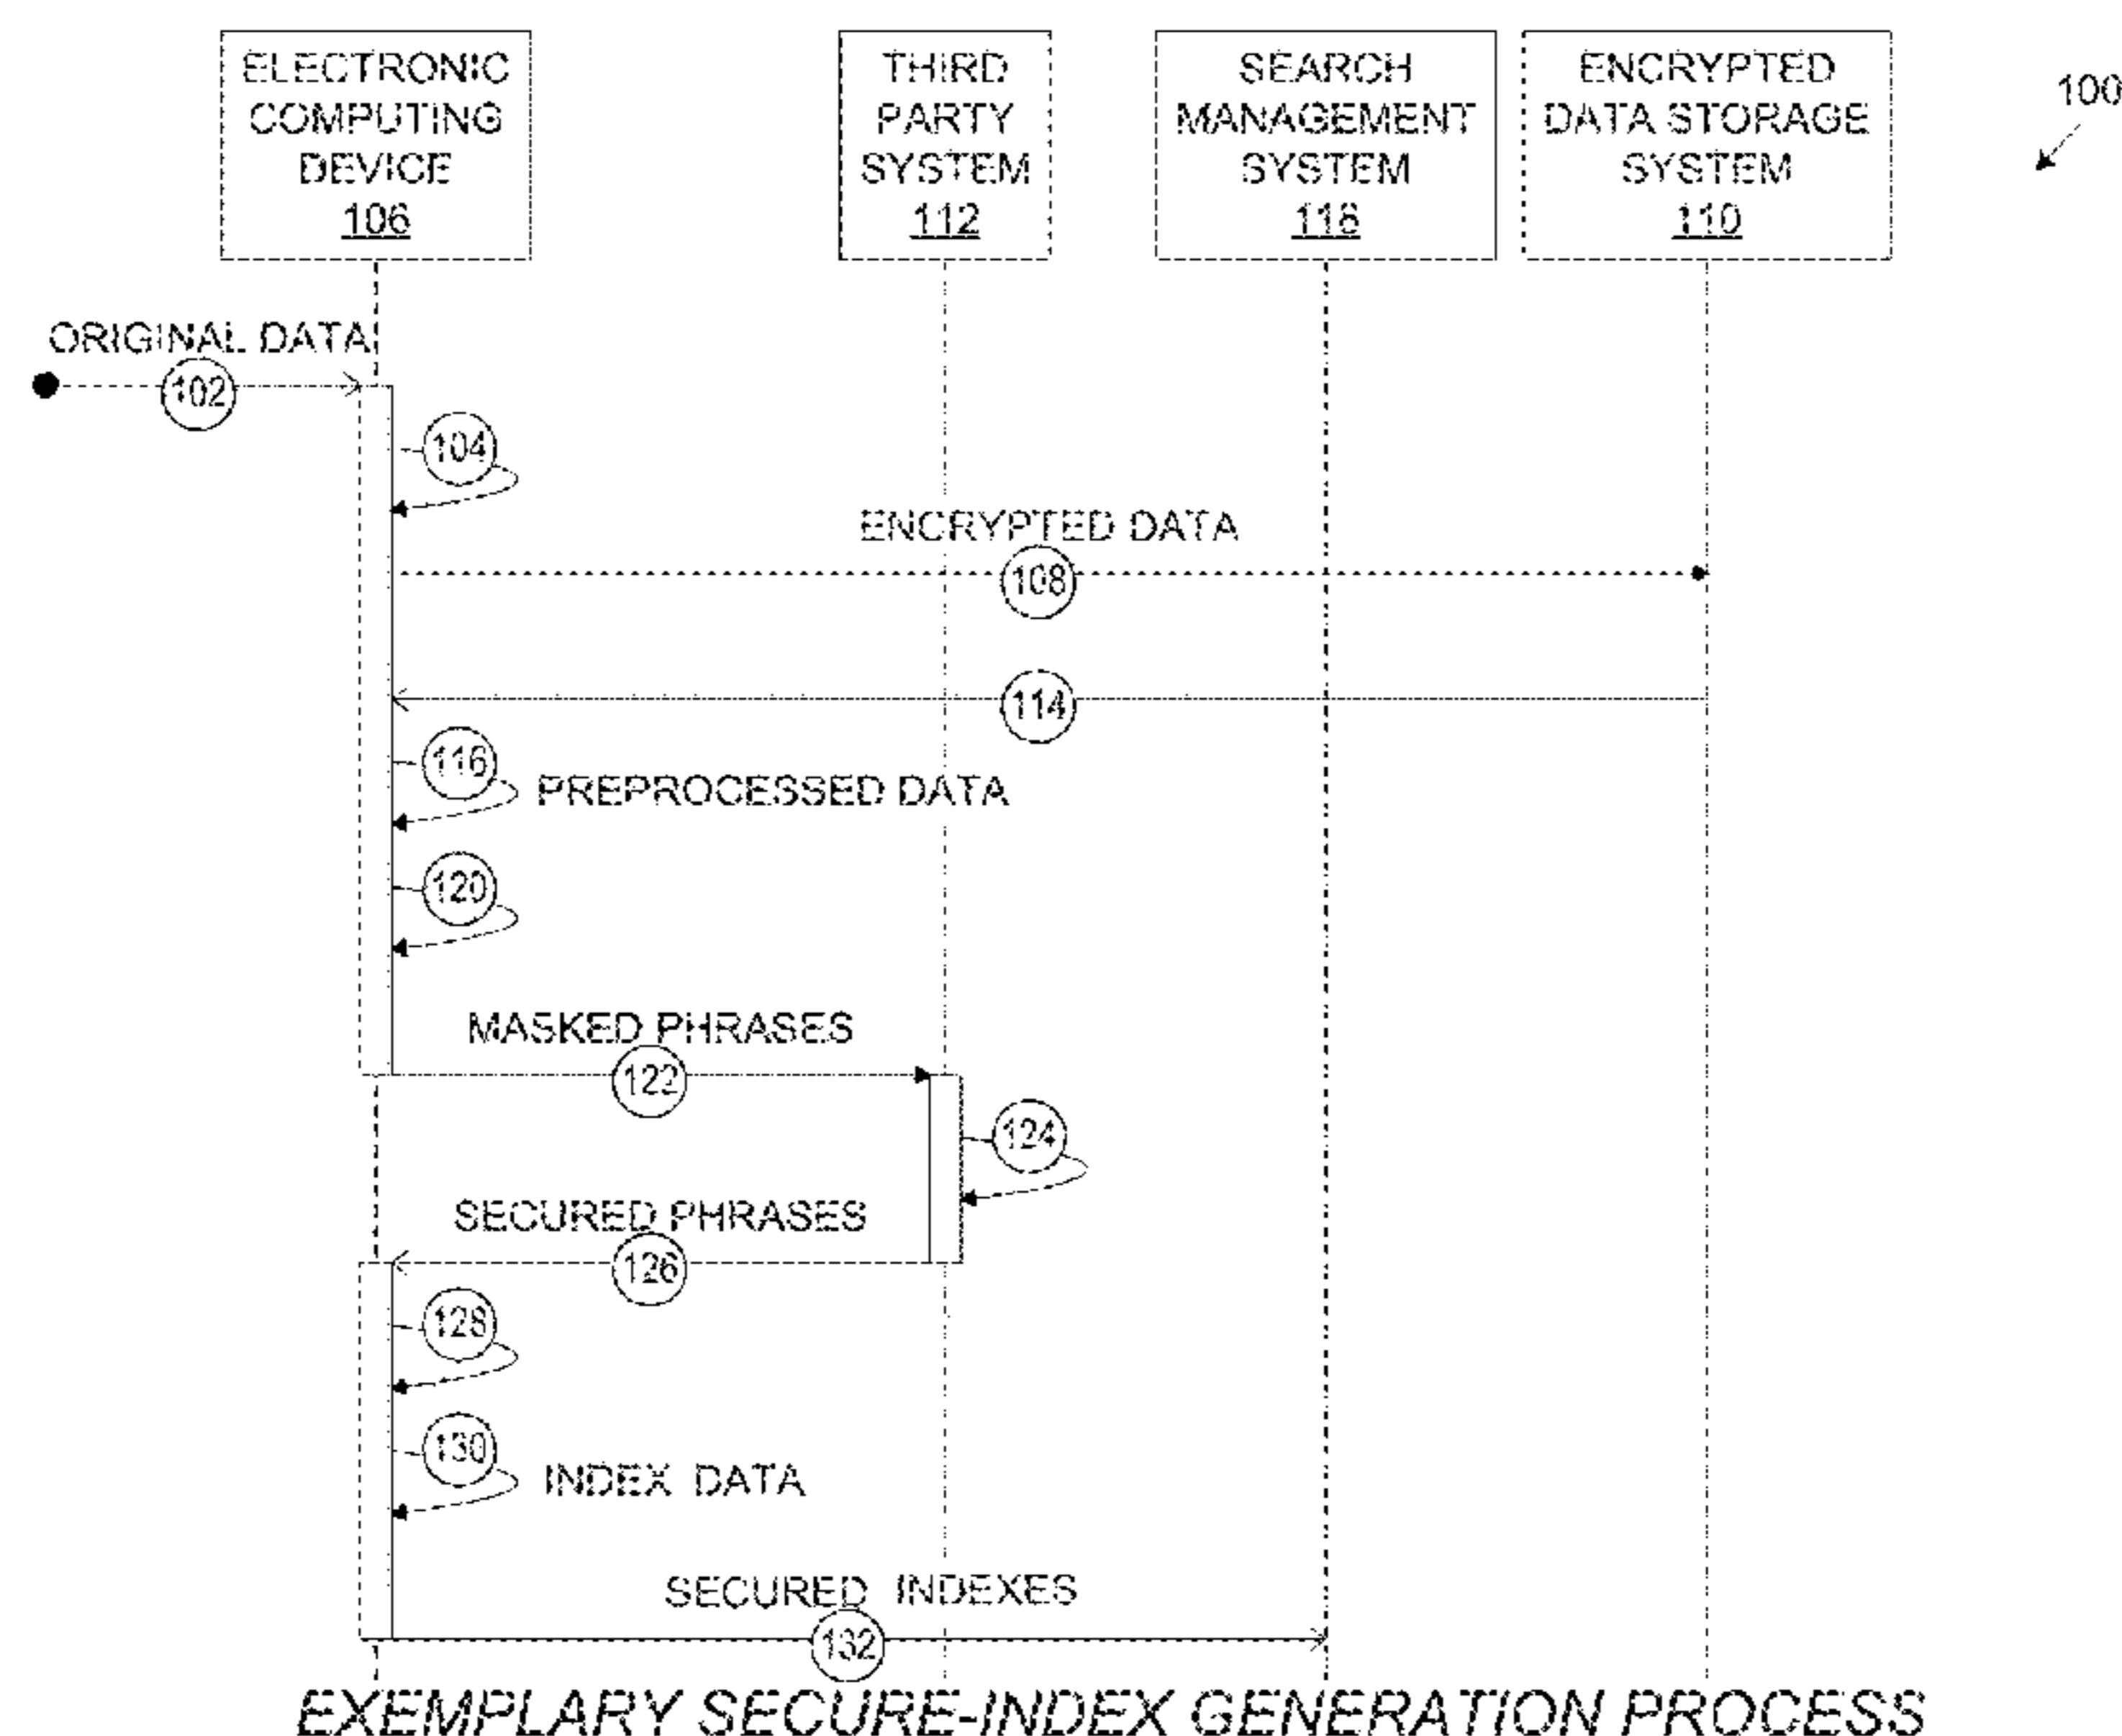 ELECTRONIC
COMPUTING
DEVICE
106
THIRD
PARTY
SYSTEM
112
SEARCH
MANAGEMENT
SYSTEM
118
ENCRYPTED
DATA STORAGE
SYSTEM
110
100
ORIGINAL DATA
102
104
ENCRYPTED DATA
108
114
116
PREPROCESSED DATA
120
MASKED PHRASES
122
124
SECURED PHRASES
126
128
130
INDEX DATA
SECURED INDEXES
132
EXEMPLARY SECURE-INDEX GENERATION PROCESS